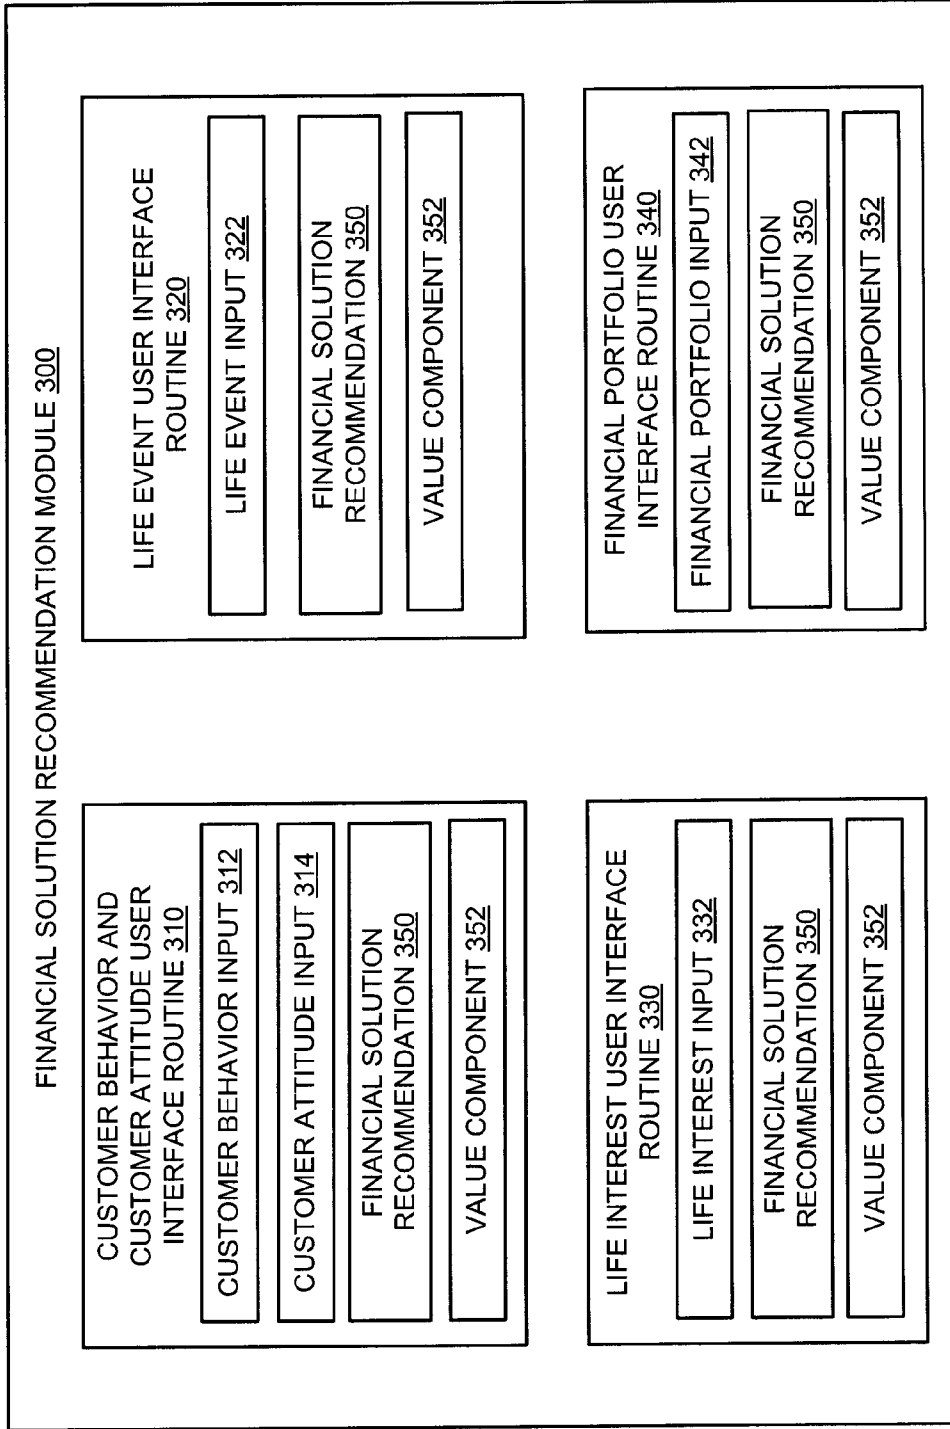 FINANCIAL SOLUTION RECOMMENDATION MODULE 300
CUSTOMER BEHAVIOR AND
CUSTOMER ATTITUDE USER
INTERFACE ROUTINE 310
CUSTOMER BEHAVIOR INPUT 312
CUSTOMER ATTITUDE INPUT 314
FINANCIAL SOLUTION
RECOMMENDATION 350
VALUE COMPONENT 352
LIFE EVENT USER INTERFACE
ROUTINE 320
LIFE EVENT INPUT 322
FINANCIAL SOLUTION
RECOMMENDATION 350
VALUE COMPONENT 352
LIFE INTEREST USER INTERFACE
ROUTINE 330
LIFE INTEREST INPUT 332
FINANCIAL SOLUTION
RECOMMENDATION 350
VALUE COMPONENT 352
FINANCIAL PORTFOLIO USER
INTERFACE ROUTINE 340
FINANCIAL PORTFOLIO INPUT 342
FINANCIAL SOLUTION
RECOMMENDATION 350
VALUE COMPONENT 352